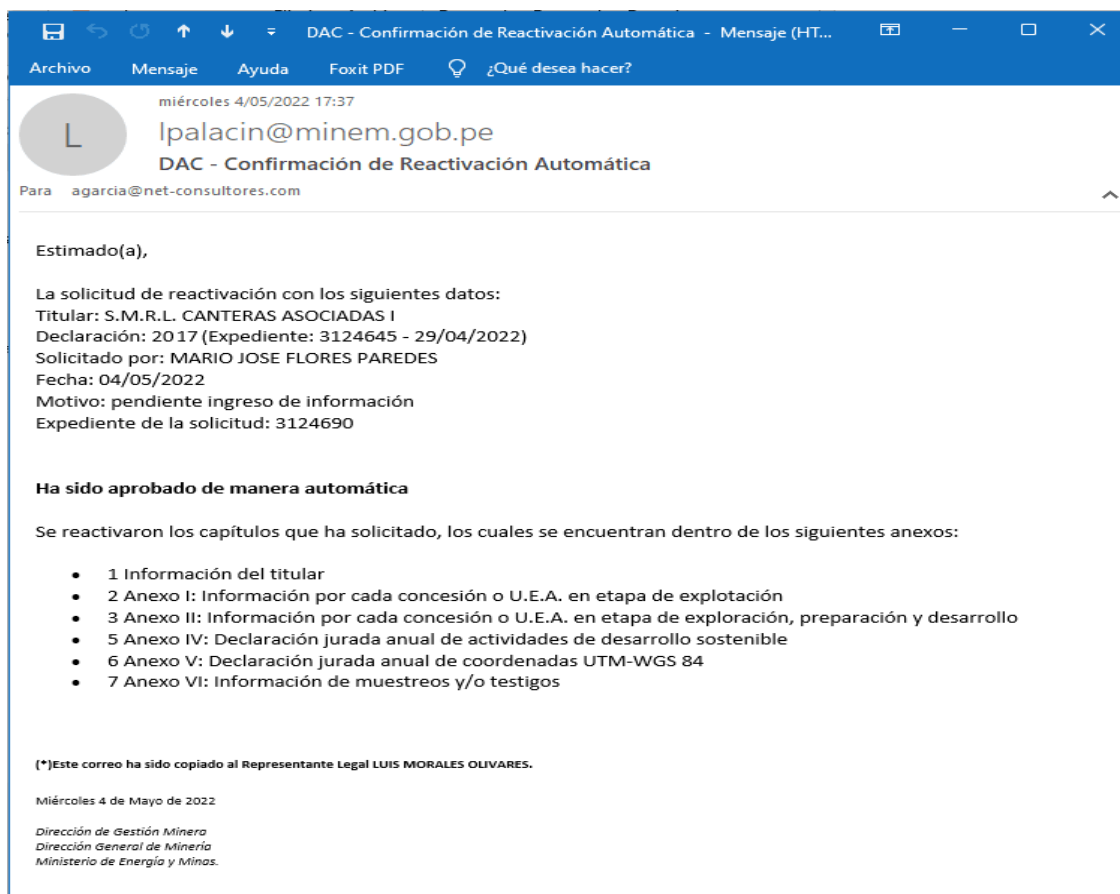 DAC - Confirmación de Reactivación Automática - Mensaje (HT...
Archivo Mensaje Ayuda Foxit PDF ¿Qué desea hacer?
miércoles 4/05/2022 17:37
L
lpalacin@minem.gob.pe
DAC - Confirmación de Reactivación Automática
Para agarcia@net-consultores.com
Estimado(a),
La solicitud de reactivación con los siguientes datos:
Titular: S.M.R.L. CANTERAS ASOCIADAS I
Declaración: 2017 (Expediente: 3124645 - 29/04/2022)
Solicitado por: MARIO JOSE FLORES PAREDES
Fecha: 04/05/2022
Motivo: pendiente ingreso de información
Expediente de la solicitud: 3124690
Ha sido aprobado de manera automática
Se reactivaron los capítulos que ha solicitado, los cuales se encuentran dentro de los siguientes anexos:
• 1 Información del titular
• 2 Anexo I: Información por cada concesión o U.E.A. en etapa de explotación
• 3 Anexo II: Información por cada concesión o U.E.A. en etapa de exploración, preparación y desarrollo
• 5 Anexo IV: Declaración jurada anual de actividades de desarrollo sostenible
• 6 Anexo V: Declaración jurada anual de coordenadas UTM-WGS 84
• 7 Anexo VI: Información de muestreos y/o testigos
(*)Este correo ha sido copiado al Representante Legal LUIS MORALES OLIVARES.
Miércoles 4 de Mayo de 2022
Dirección de Gestión Minera
Dirección General de Minería
Ministerio de Energía y Minas.